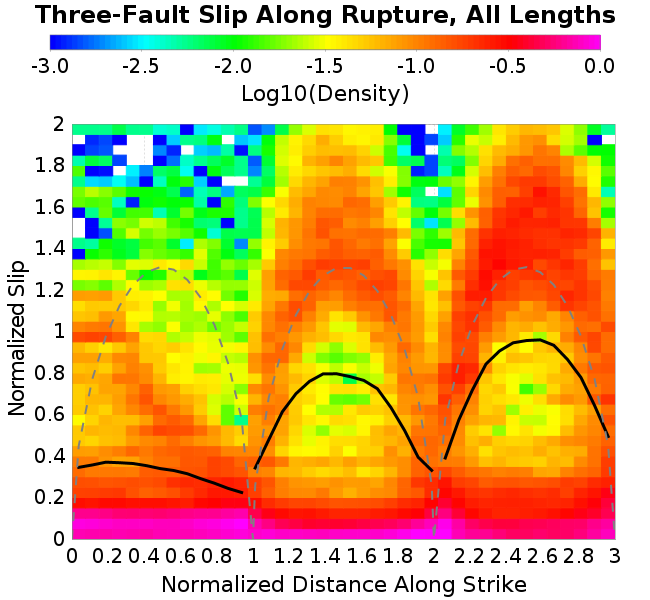 Three-Fault Slip Along Rupture, All Lengths
-3.0 -2.5 -2.0 -1.5 -1.0 -0.5 0.0
Log10(Density)
2
1.8
1.6
1.4
1.2
1
0.8
0.6
0.4
0.2
0
Normalized Slip
0 0.2 0.4 0.6 0.8 1 1.2 1.4 1.6 1.8 2 2.2 2.4 2.6 2.8 3
Normalized Distance Along Strike